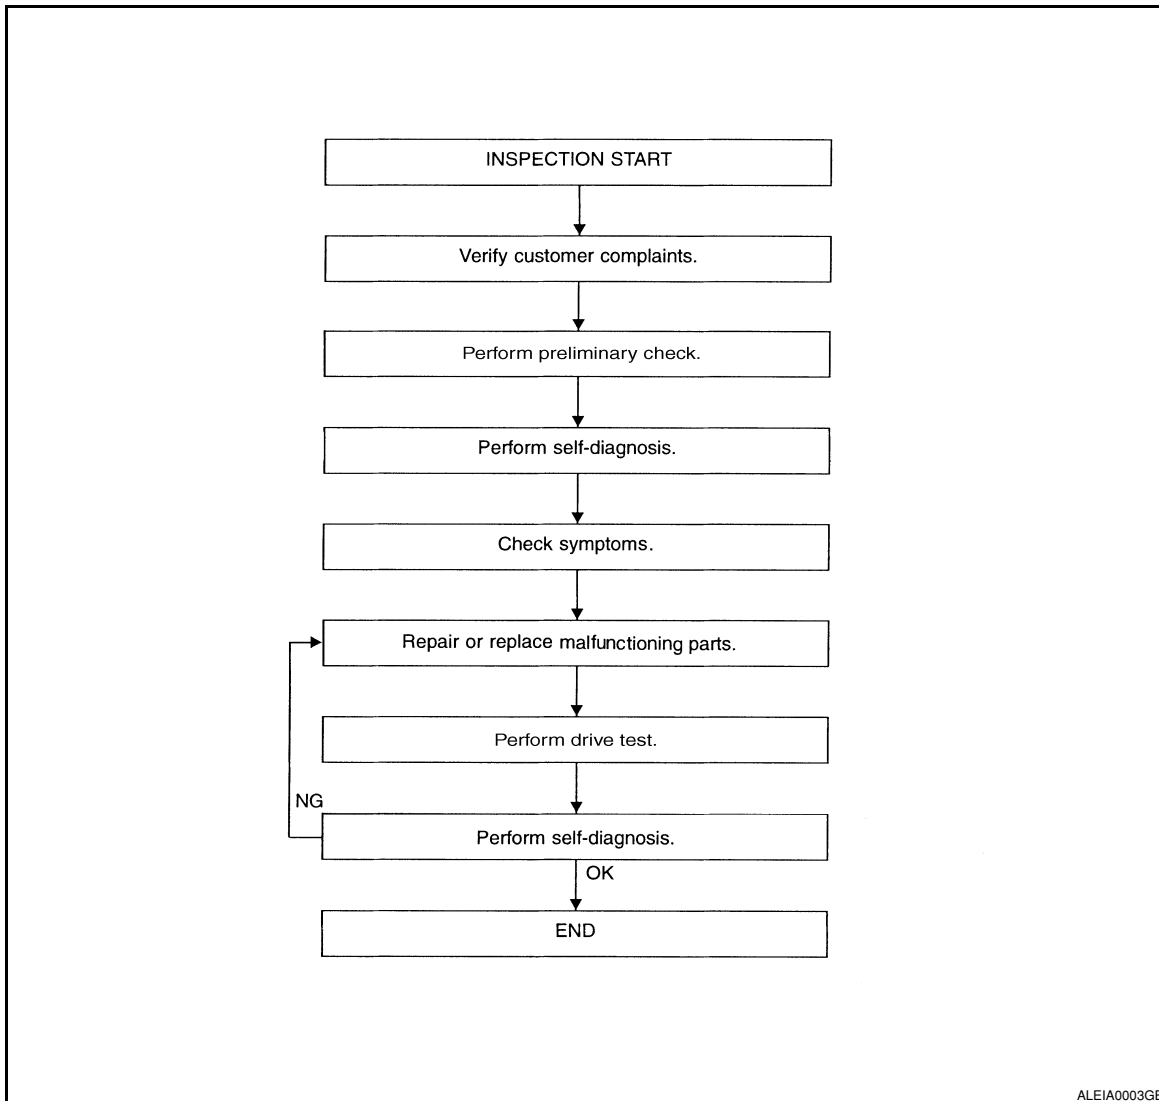 INSPECTION START
Verify customer complaints.
Perform preliminary check.
Perform self-diagnosis.
Check symptoms.
Repair or replace malfunctioning parts.
Perform drive test.
NG
Perform self-diagnosis.
OK
END
ALEIA0003GB